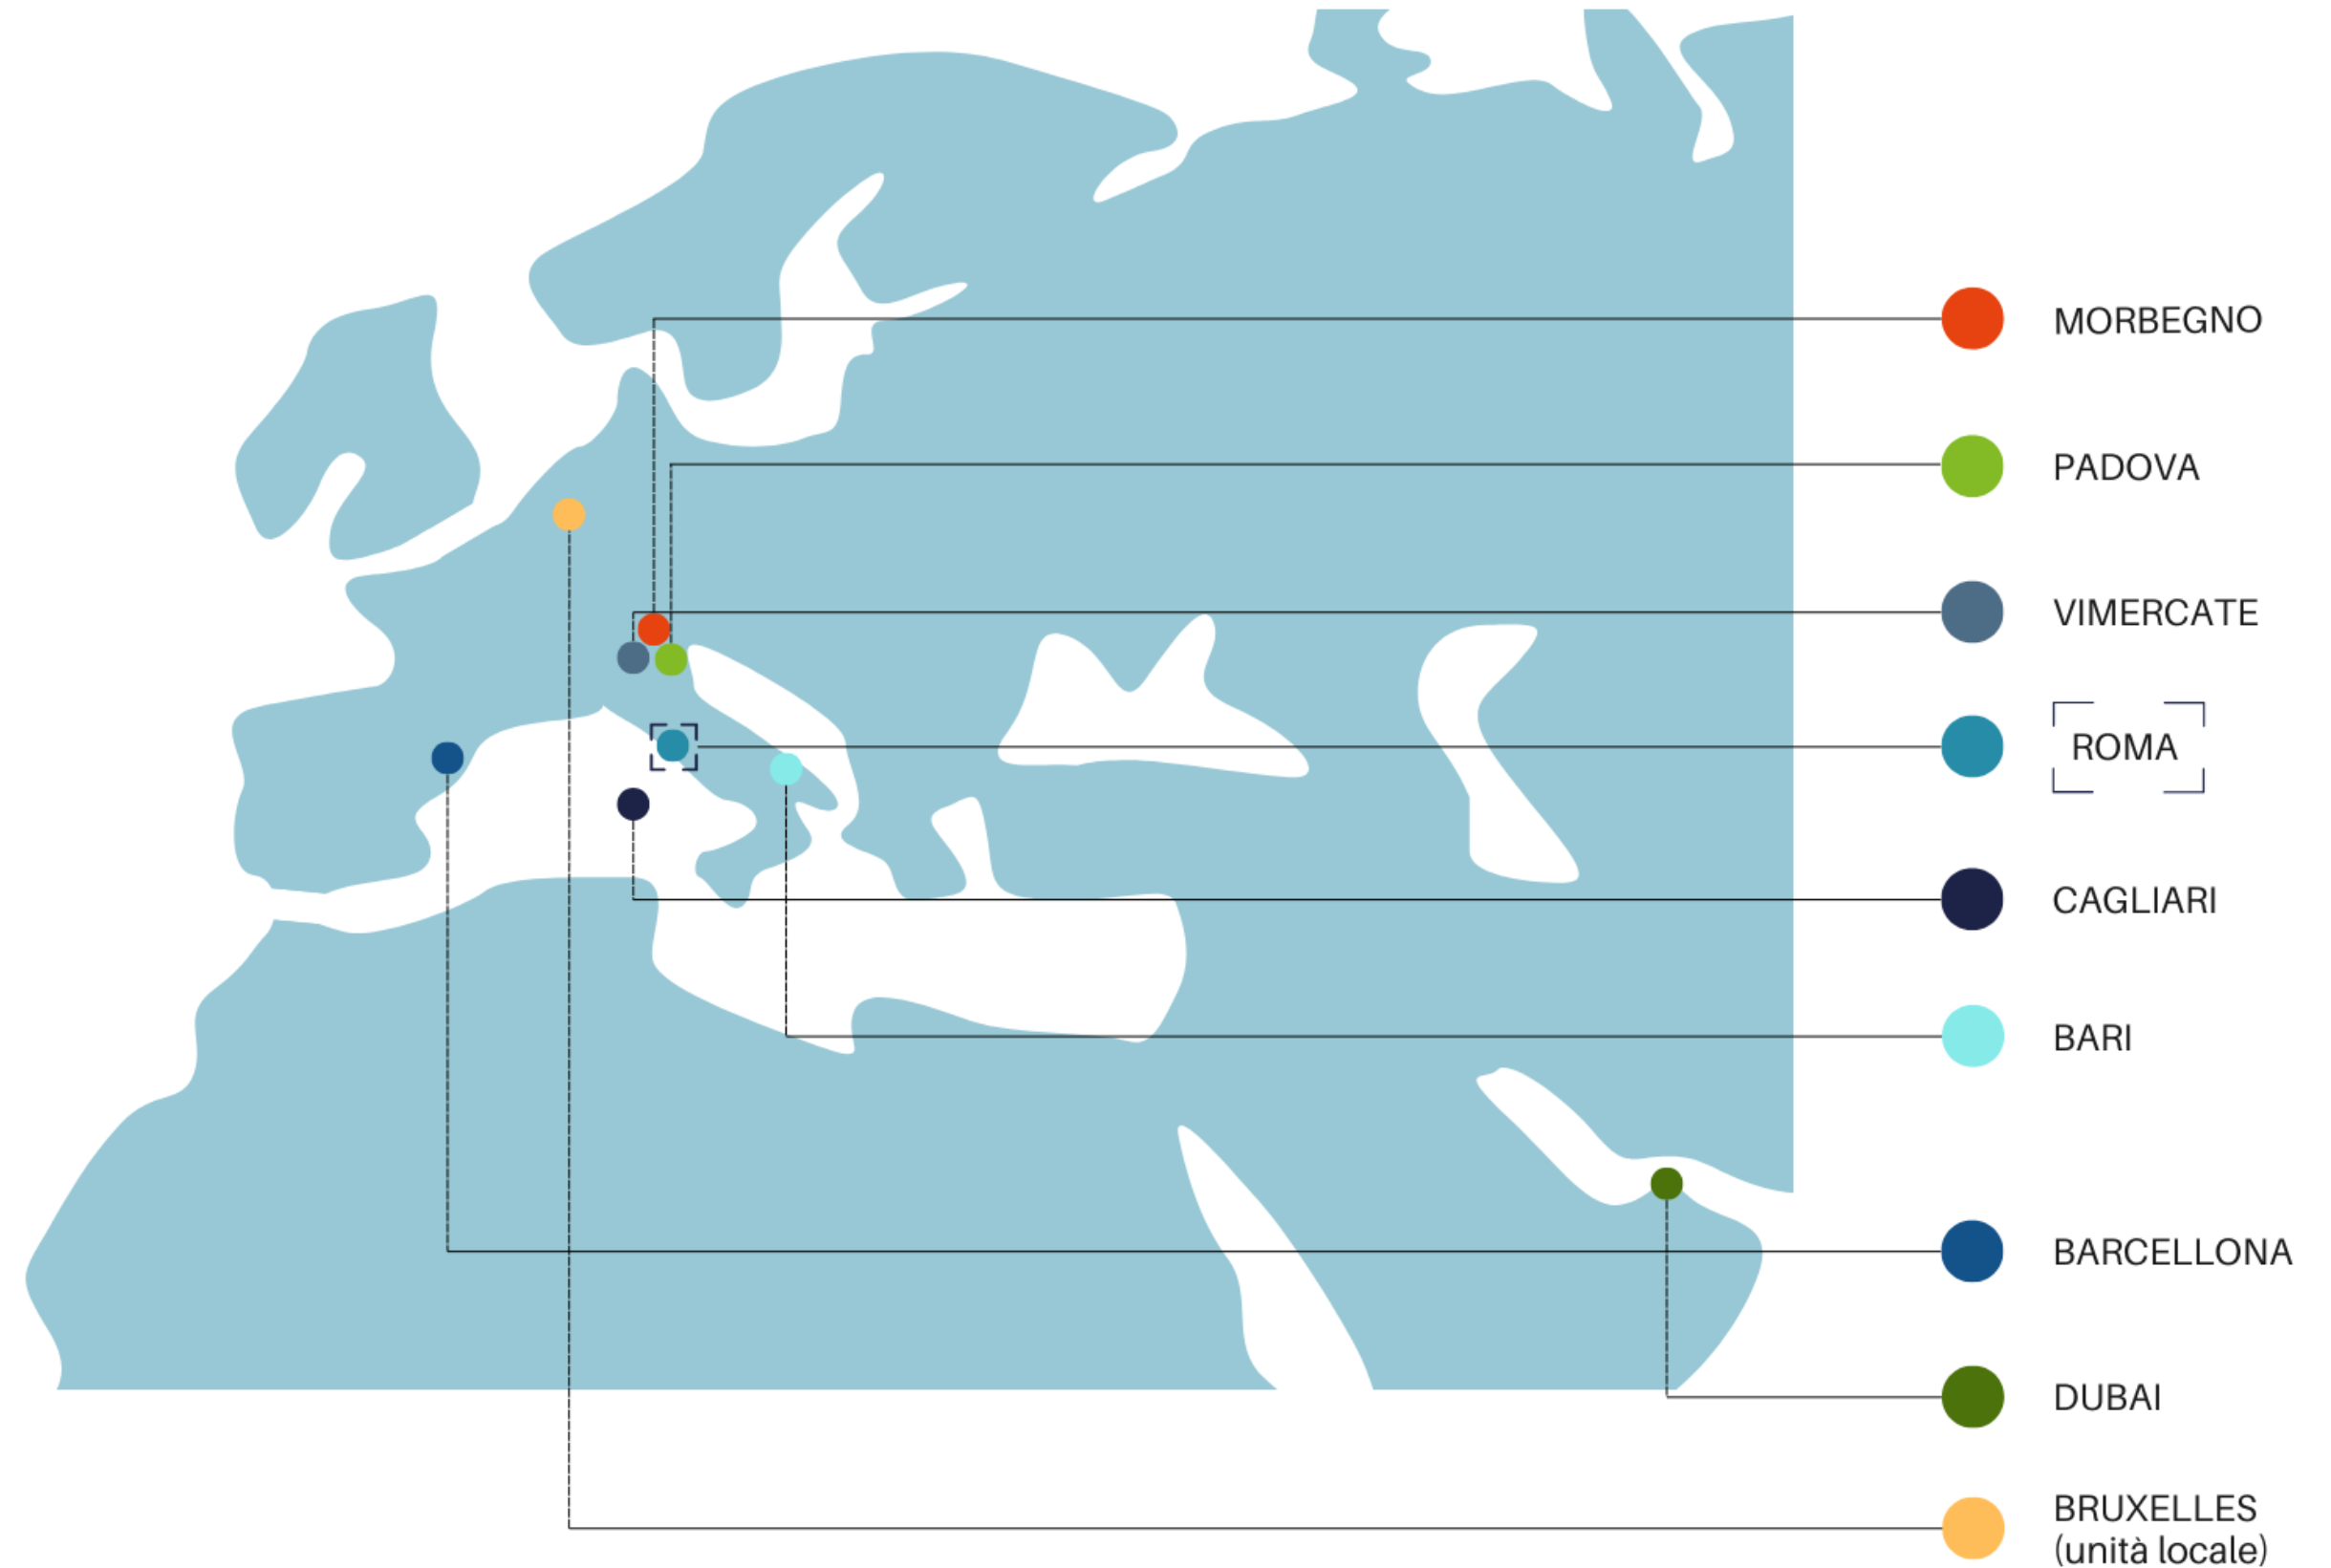 MORBEGNO
PADOVA
VIMERCATE
ROMA
CAGLIARI
BARI
BARCELLONA
DUBAI
BRUXELLES
(unità locale)